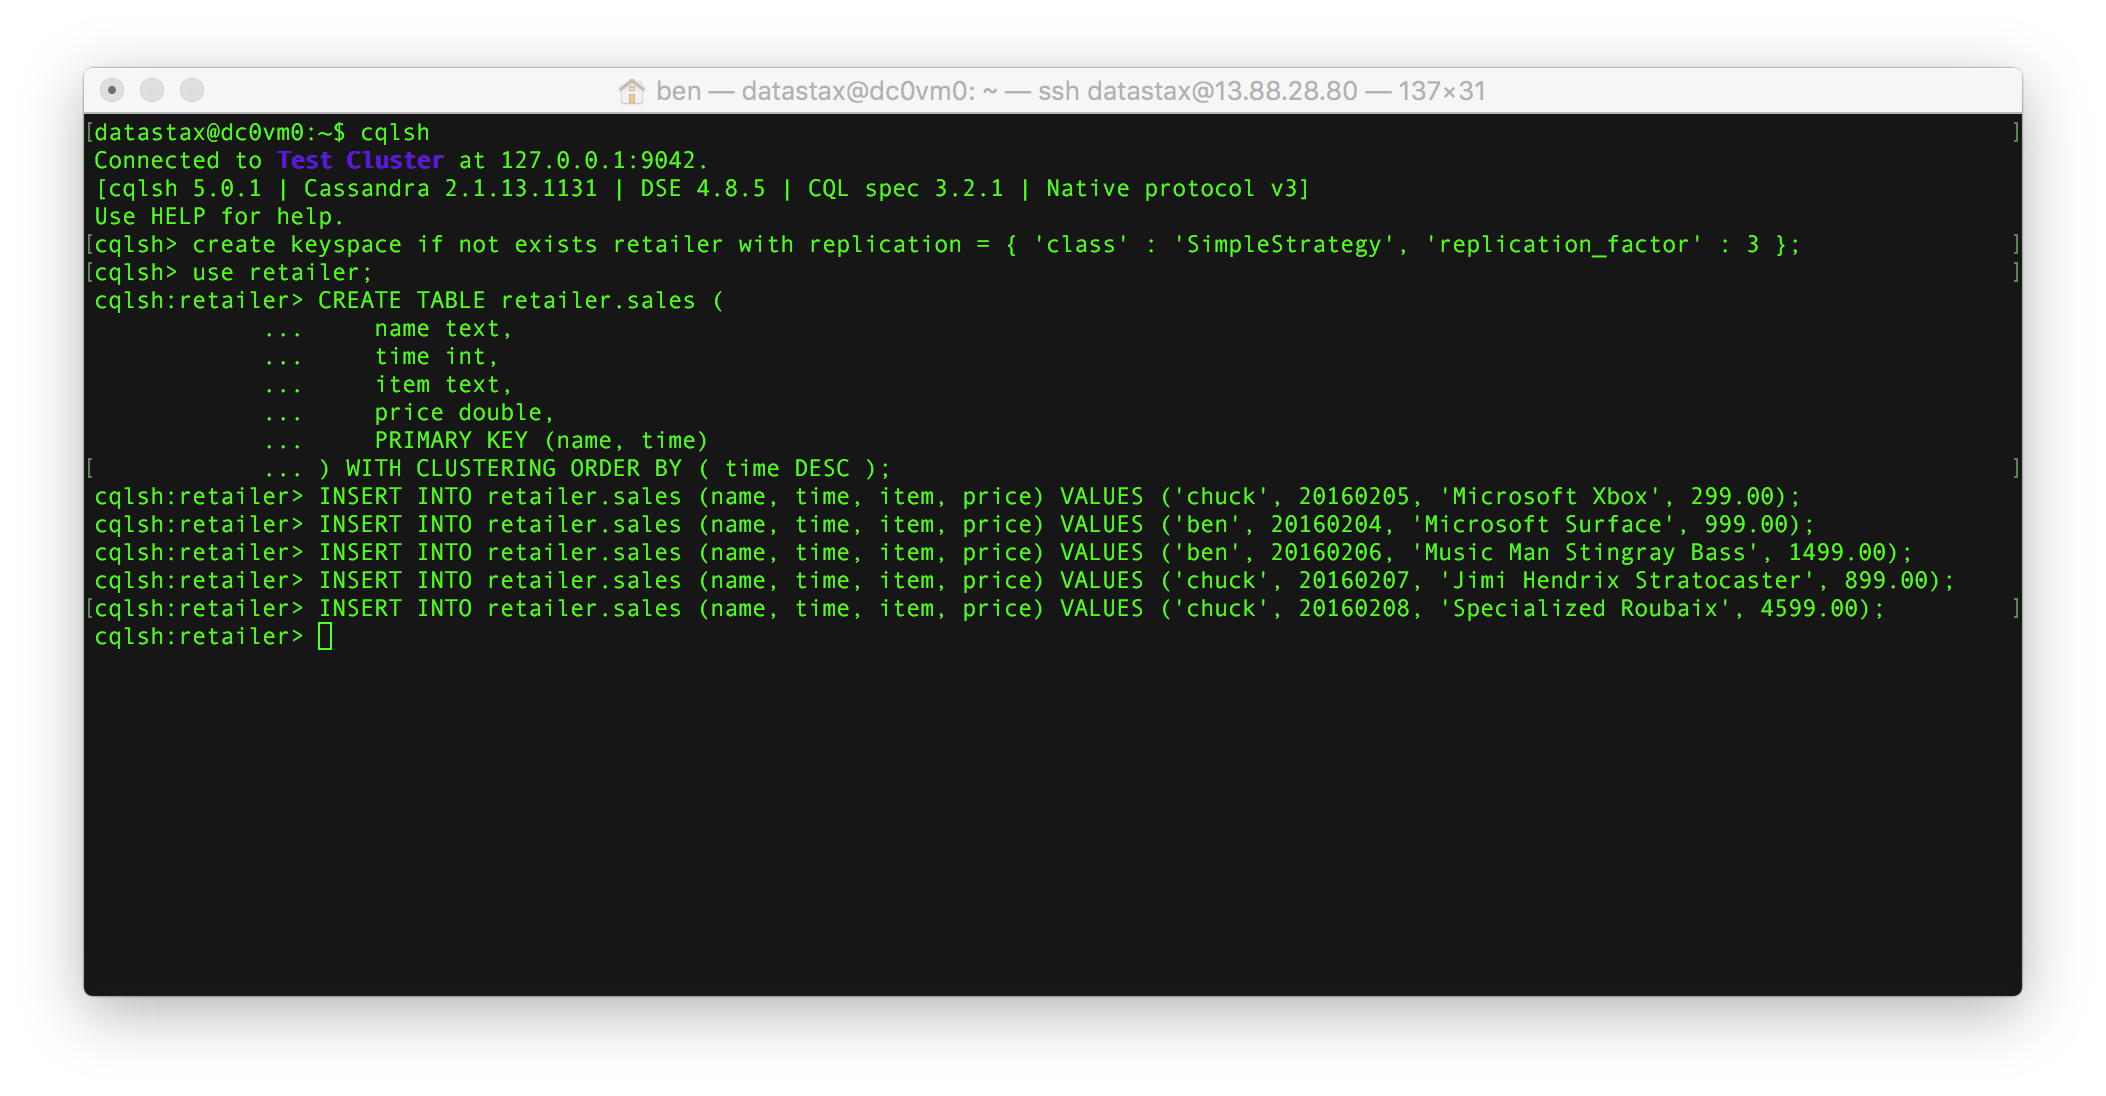 ben — datastax@dc0vm0: ~ — ssh datastax@13.88.28.80 — 137×31
[datastax@dc0vm0:~$ cqlsh ]
Connected to Test Cluster at 127.0.0.1:9042.
[cqlsh 5.0.1 | Cassandra 2.1.13.1131 | DSE 4.8.5 | CQL spec 3.2.1 | Native protocol v3]
Use HELP for help.
[cqlsh> create keyspace if not exists retailer with replication = { 'class' : 'SimpleStrategy', 'replication_factor' : 3 }; ]
[cqlsh> use retailer; ]
cqlsh:retailer> CREATE TABLE retailer.sales (
            ...     name text,
            ...     time int,
            ...     item text,
            ...     price double,
            ...     PRIMARY KEY (name, time)
[            ... ) WITH CLUSTERING ORDER BY ( time DESC ); ]
cqlsh:retailer> INSERT INTO retailer.sales (name, time, item, price) VALUES ('chuck', 20160205, 'Microsoft Xbox', 299.00);
cqlsh:retailer> INSERT INTO retailer.sales (name, time, item, price) VALUES ('ben', 20160204, 'Microsoft Surface', 999.00);
cqlsh:retailer> INSERT INTO retailer.sales (name, time, item, price) VALUES ('ben', 20160206, 'Music Man Stingray Bass', 1499.00);
cqlsh:retailer> INSERT INTO retailer.sales (name, time, item, price) VALUES ('chuck', 20160207, 'Jimi Hendrix Stratocaster', 899.00);
[cqlsh:retailer> INSERT INTO retailer.sales (name, time, item, price) VALUES ('chuck', 20160208, 'Specialized Roubaix', 4599.00); ]
cqlsh:retailer>